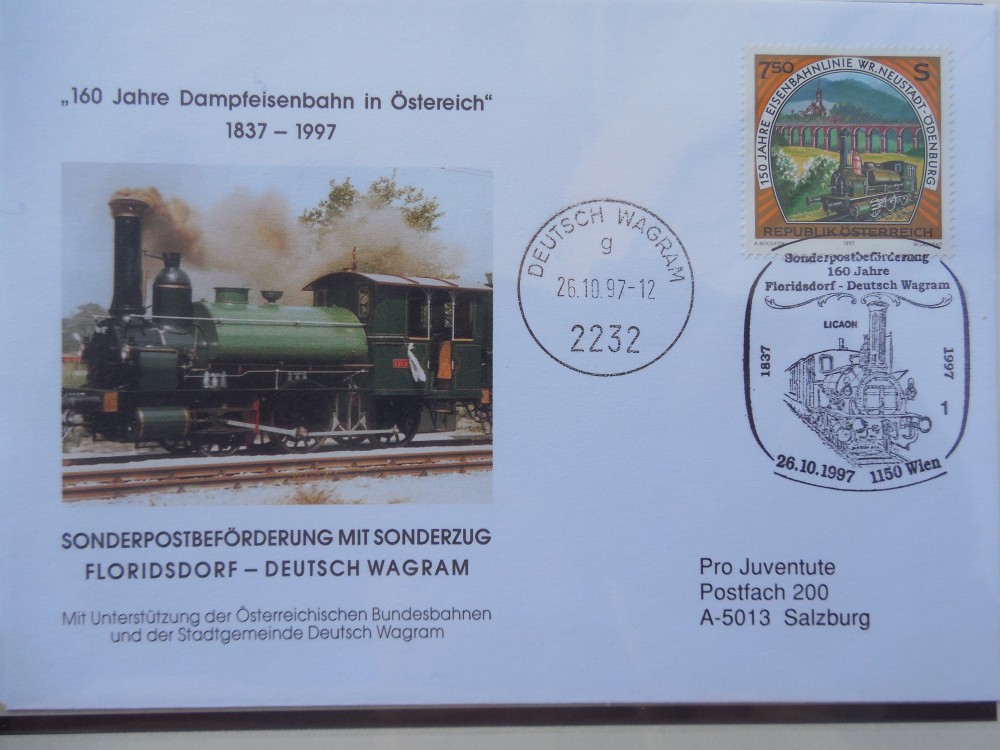 „160 Jahre Dampfeisenbahn in Östereich“
1837 – 1997
SONDERPOSTBEFÖRDERUNG MIT SONDERZUG
FLORIDSDORF – DEUTSCH WAGRAM
Mit Unterstützung der Österreichischen Bundesbahnen
und der Stadtgemeinde Deutsch Wagram
DEUTSCH WAGRAM
g
26.10.97-12
2232
750 S
150 JAHRE EISENBAHNLINIE WR. NEUSTADT-ÖDENBURG
REPUBLIK ÖSTERREICH
1997
Sonderpostbeförderung
160 Jahre
Floridsdorf - Deutsch Wagram
LICAON
1837
1997
1
26.10.1997 1150 Wien
Pro Juventute
Postfach 200
A-5013 Salzburg